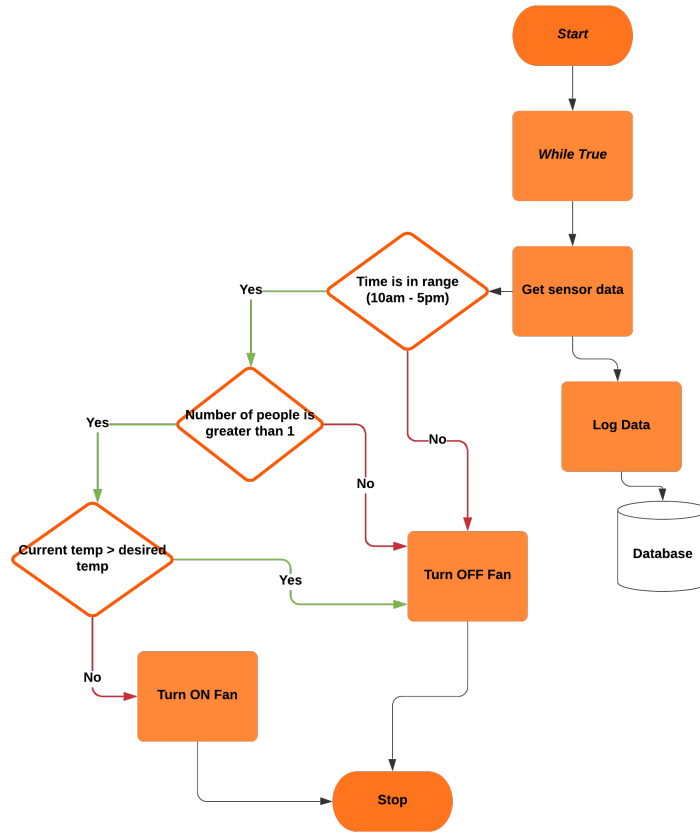 Start
While True
Get sensor data
Time is in range
(10am - 5pm)
Yes
No
Log Data
Database
Number of people is
greater than 1
Yes
No
Current temp > desired
temp
Yes
No
Turn OFF Fan
Turn ON Fan
Stop